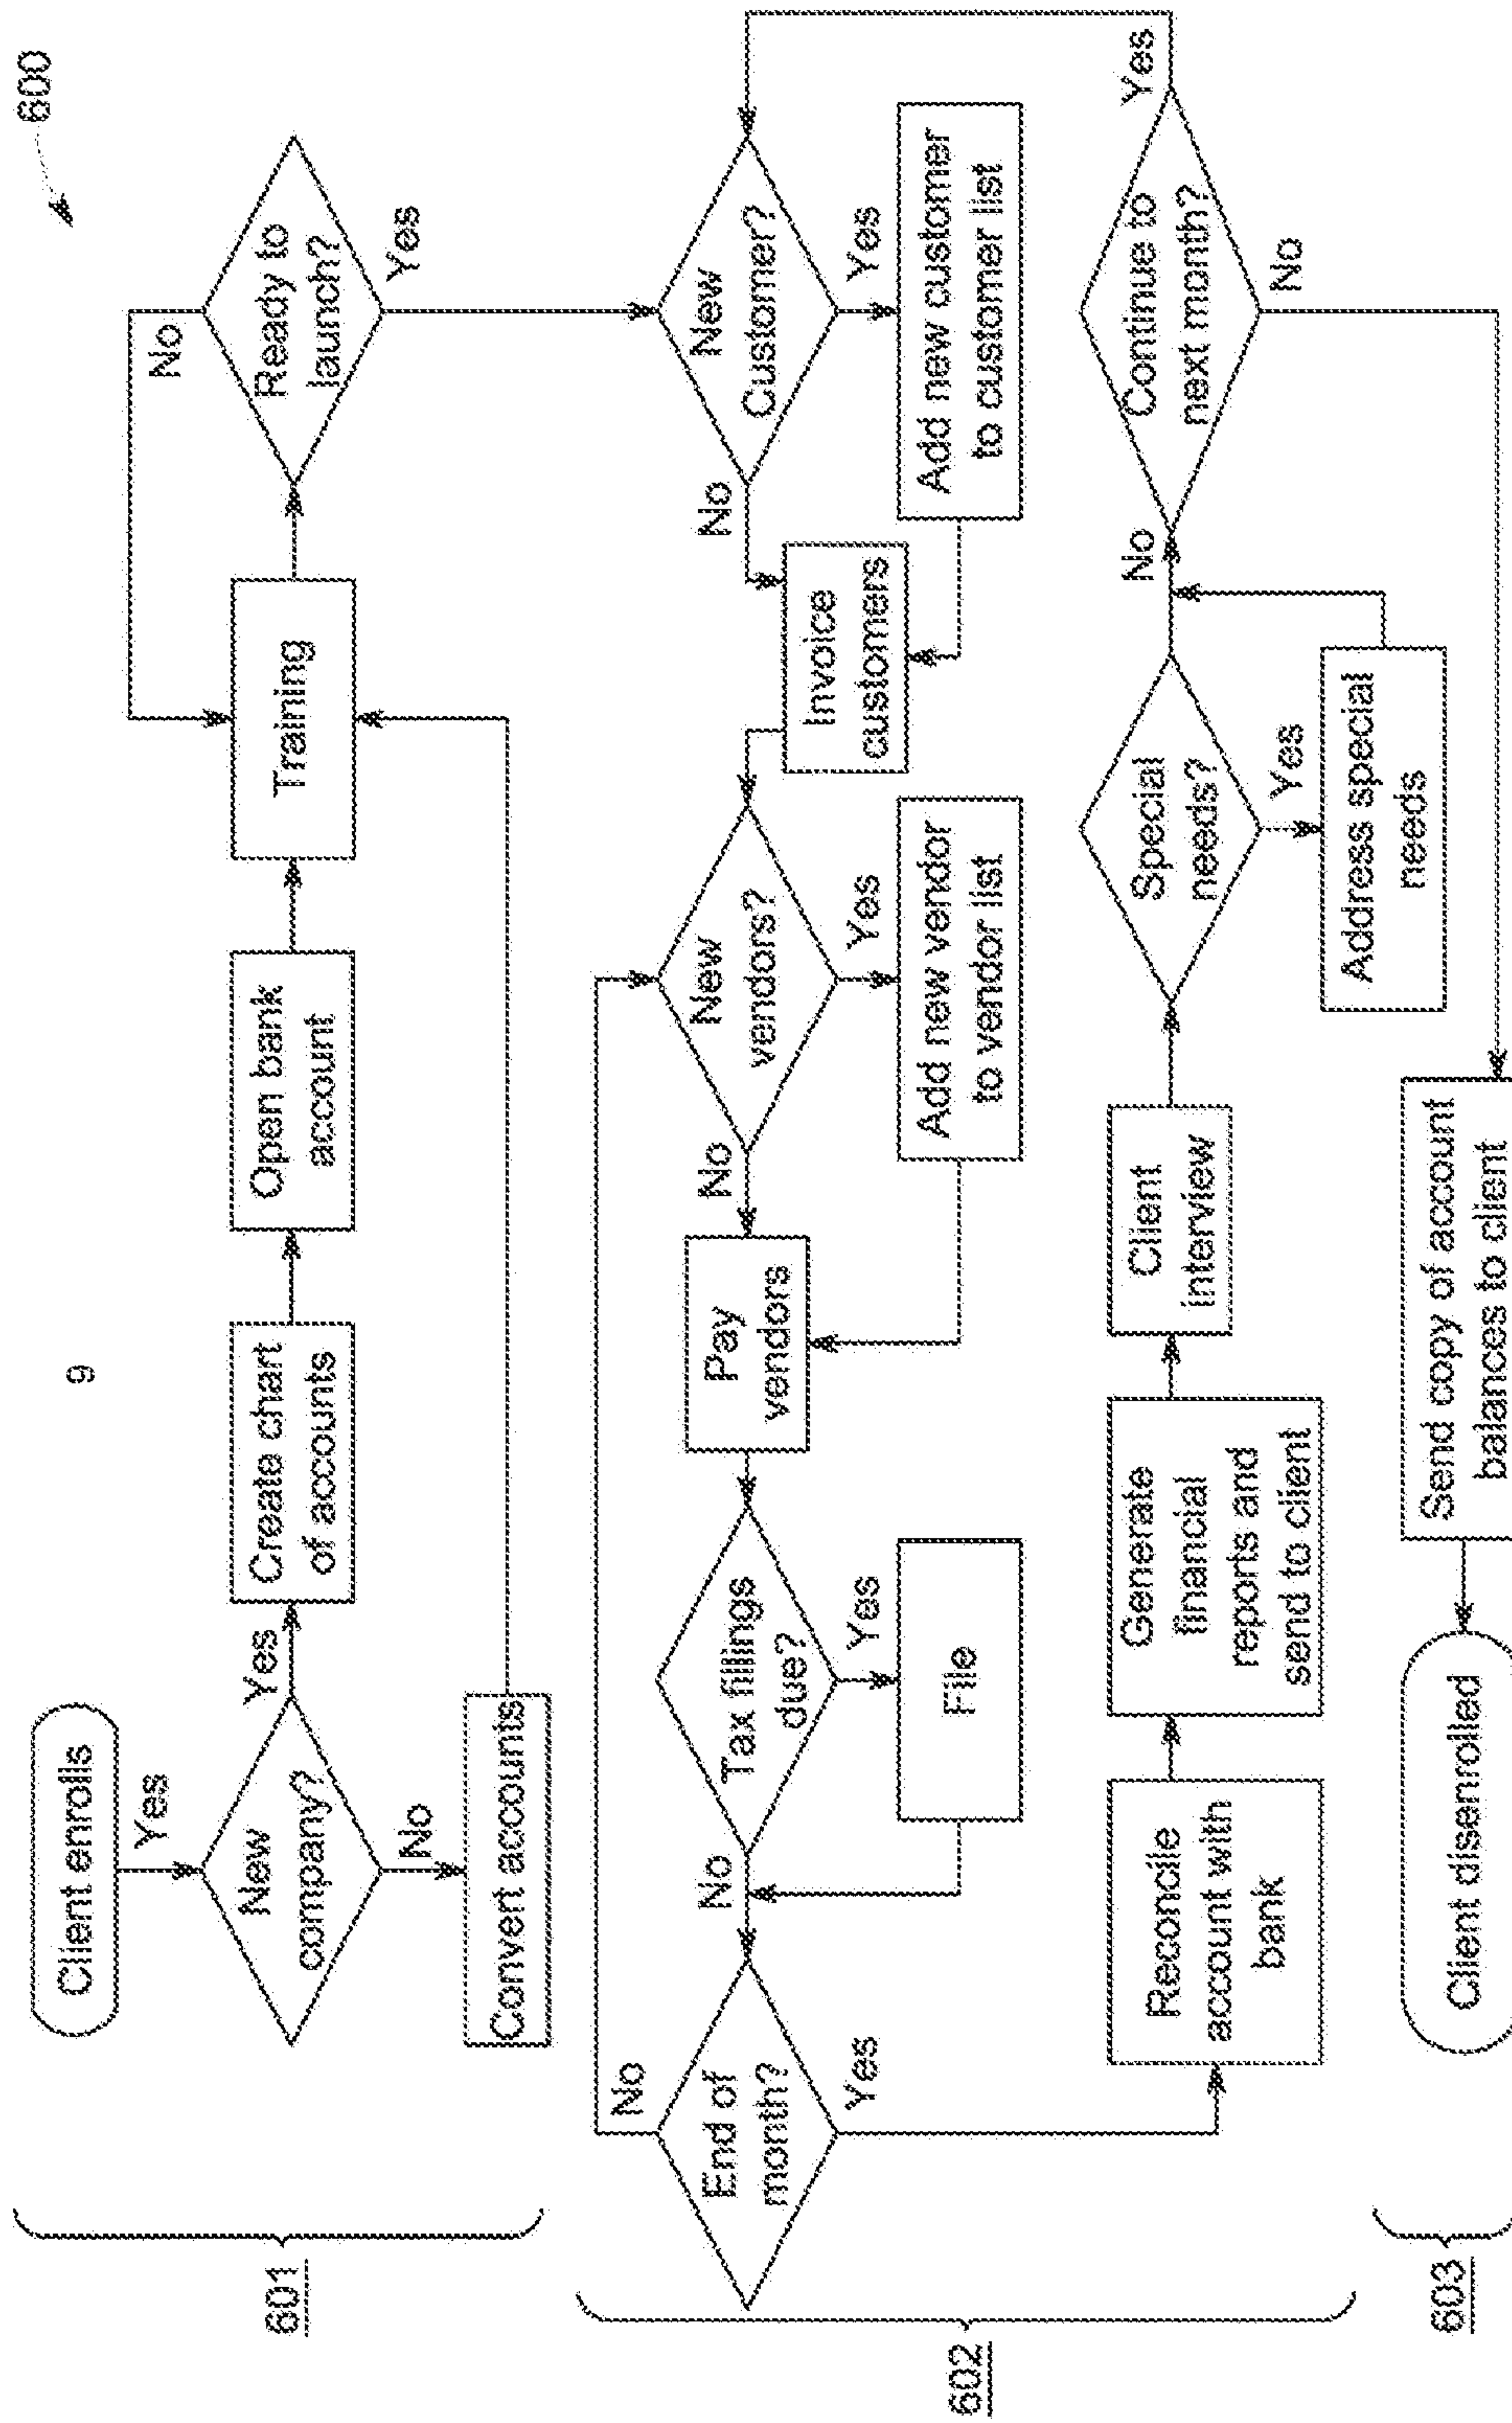 600
9
Client enrolls
Yes
New
company?
Yes
Create chart
of accounts
Open bank
account
Training
Ready to
launch?
No
Yes
No
Convert accounts
601
New
Customer?
Yes
Add new customer
to customer list
No
Invoice
customers
New
vendors?
Yes
Add new vendor
to vendor list
No
Pay
vendors
Tax fillings
due?
Yes
File
No
End of
month?
No
Yes
602
Reconcile
account with
bank
Generate
financial
reports and
send to client
Client
interview
Special
needs?
Yes
Address special
needs
No
Continue to
next month?
Yes
No
Send copy of account
balances to client
Client disenrolled
603